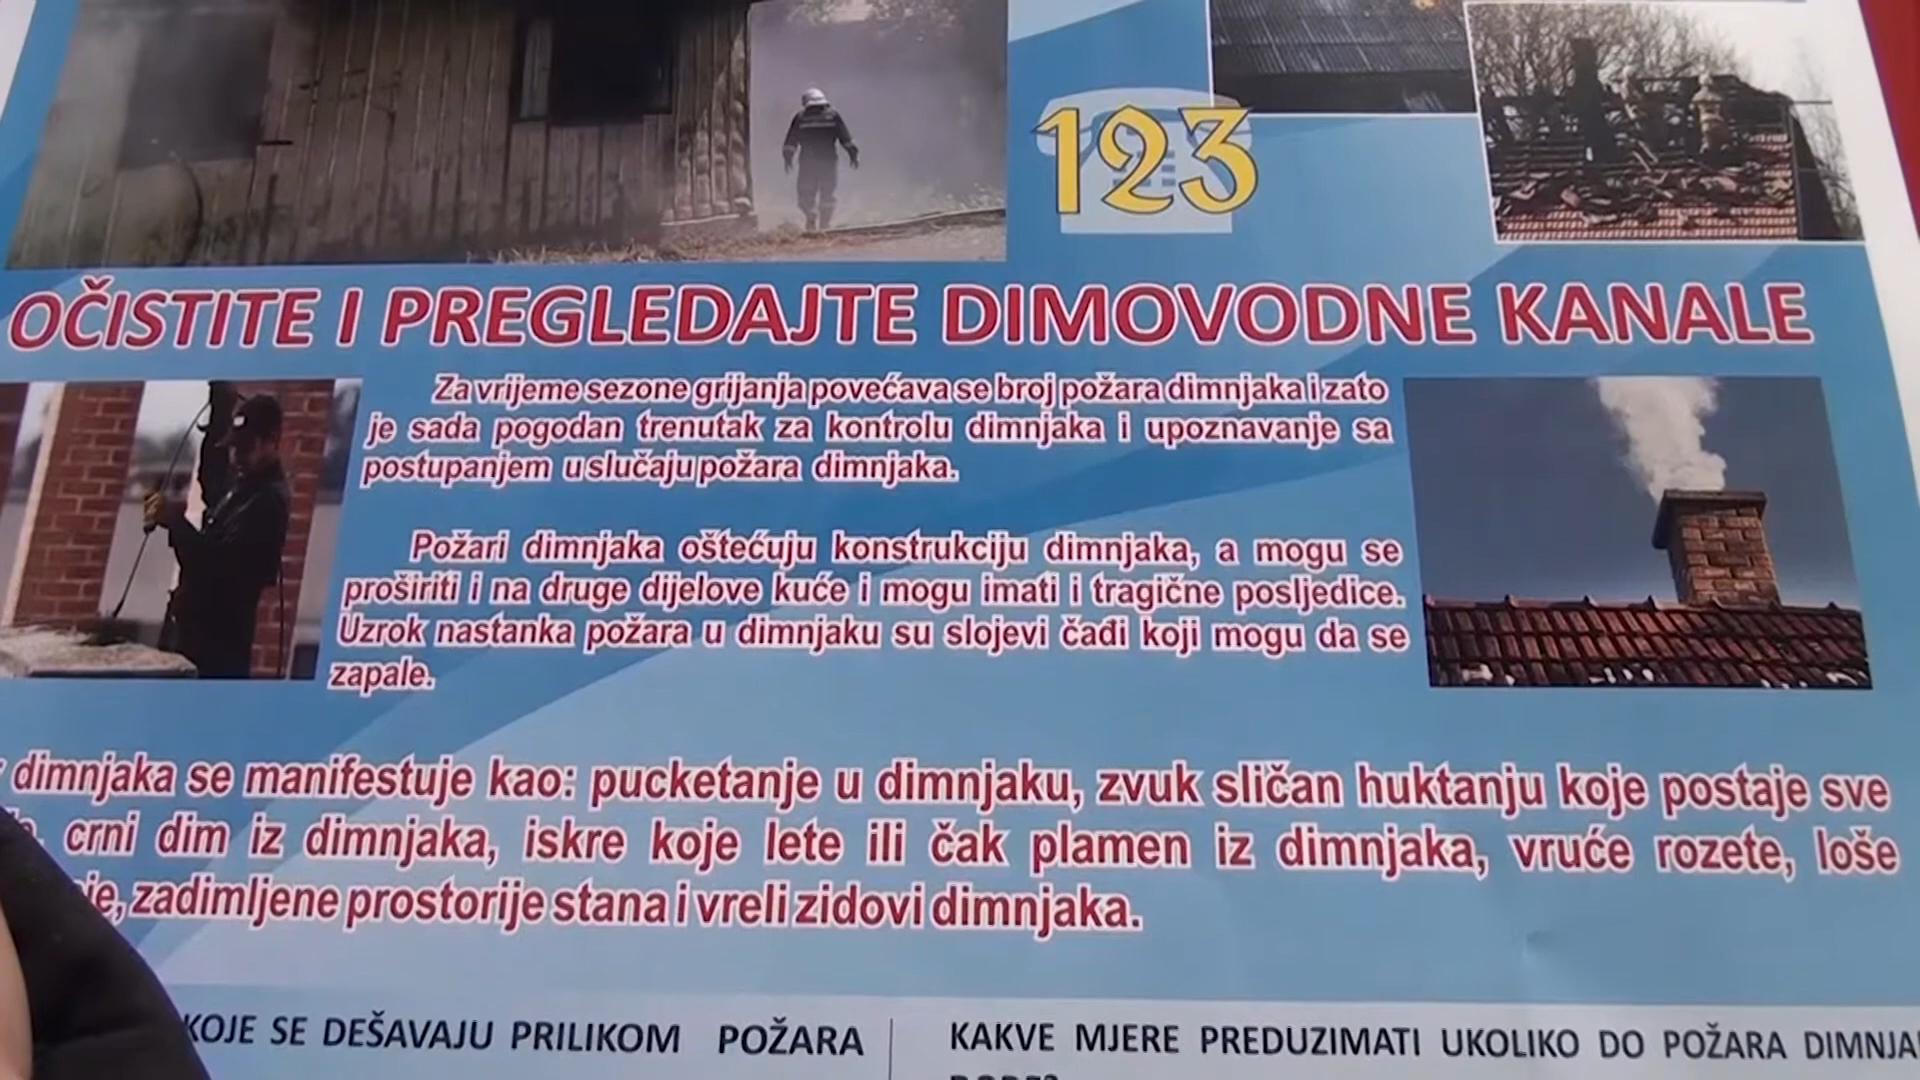 123
OČISTITE I PREGLEDAJTE DIMOVODNE KANALE
Za vrijeme sezone grijanja povećava se broj požara dimnjaka i zato
je sada pogodan trenutak za kontrolu dimnjaka i upoznavanje sa
postupanjem u slučaju požara dimnjaka.
Požari dimnjaka oštećuju konstrukciju dimnjaka, a mogu se
proširiti i na druge dijelove kuće i mogu imati i tragične posljedice.
Uzrok nastanka požara u dimnjaku su slojevi čađi koji mogu da se
zapale.
dimnjaka se manifestuje kao: pucketanje u dimnjaku, zvuk sličan huktanju koje postaje sve
crni dim iz dimnjaka, iskre koje lete ili čak plamen iz dimnjaka, vruće rozete, loše
zadimljene prostorije stana i vreli zidovi dimnjaka.
KOJE SE DEŠAVAJU PRILIKOM POŽARA
KAKVE MJERE PREDUZIMATI UKOLIKO DO POŽARA